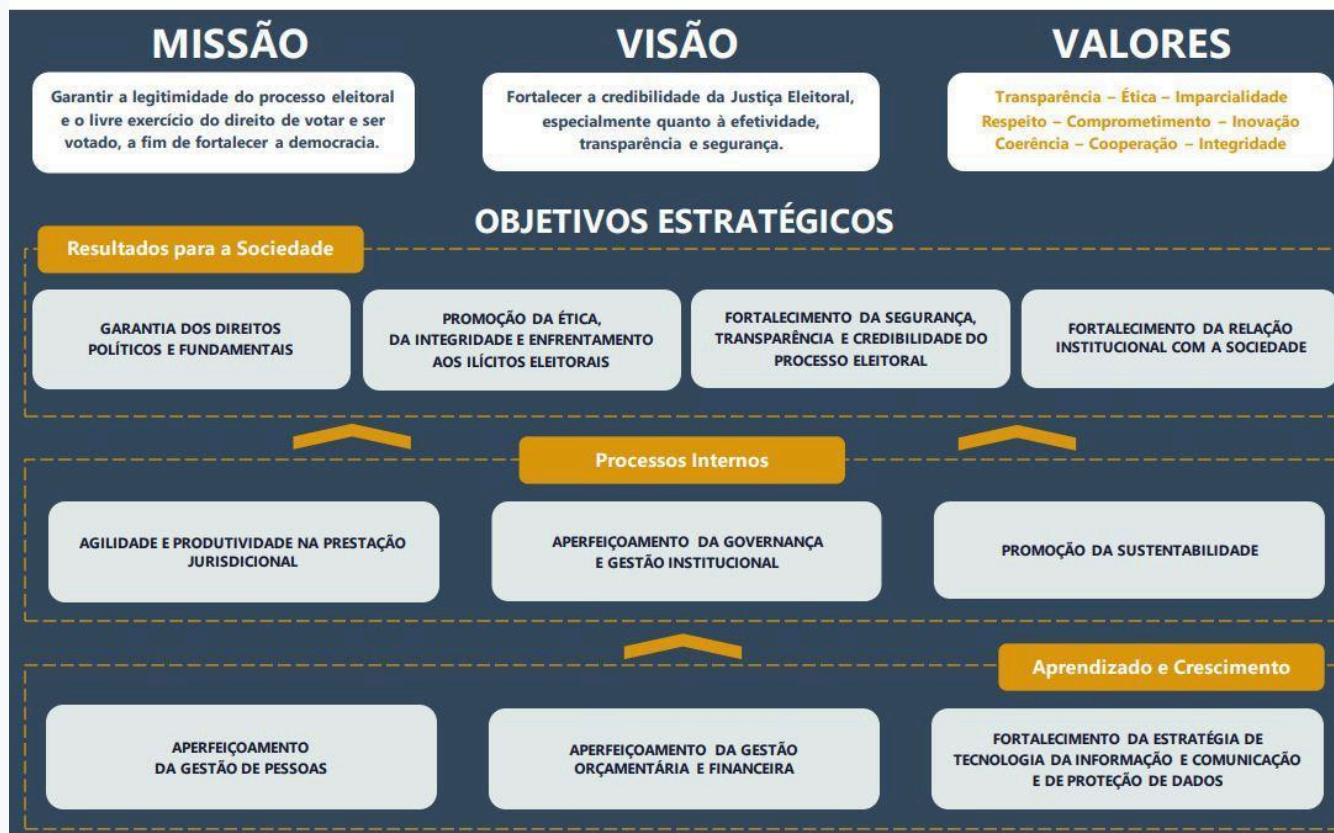 MISSÃO
Garantir a legitimidade do processo eleitoral
e o livre exercício do direito de votar e ser
votado, a fim de fortalecer a democracia.
VISÃO
Fortalecer a credibilidade da Justiça Eleitoral,
especialmente quanto à efetividade,
transparência e segurança.
VALORES
Transparência – Ética – Imparcialidade
Respeito – Comprometimento – Inovação
Coerência – Cooperação – Integridade
OBJETIVOS ESTRATÉGICOS
Resultados para a Sociedade
GARANTIA DOS DIREITOS
POLÍTICOS E FUNDAMENTAIS
PROMOÇÃO DA ÉTICA,
DA INTEGRIDADE E ENFRENTAMENTO
AOS ILÍCITOS ELEITORAIS
FORTALECIMENTO DA SEGURANÇA,
TRANSPARÊNCIA E CREDIBILIDADE DO
PROCESSO ELEITORAL
FORTALECIMENTO DA RELAÇÃO
INSTITUCIONAL COM A SOCIEDADE
Processos Internos
AGILIDADE E PRODUTIVIDADE NA PRESTAÇÃO
JURISDICIONAL
APERFEIÇOAMENTO DA GOVERNANÇA
E GESTÃO INSTITUCIONAL
PROMOÇÃO DA SUSTENTABILIDADE
Aprendizado e Crescimento
APERFEIÇOAMENTO
DA GESTÃO DE PESSOAS
APERFEIÇOAMENTO DA GESTÃO
ORÇAMENTÁRIA E FINANCEIRA
FORTALECIMENTO DA ESTRATÉGIA DE
TECNOLOGIA DA INFORMAÇÃO E COMUNICAÇÃO
E DE PROTEÇÃO DE DADOS